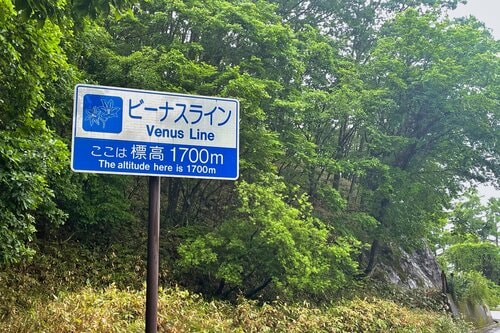 ビーナスライン
Venus Line
ここは 標高 1700m
The altitude here is 1700m